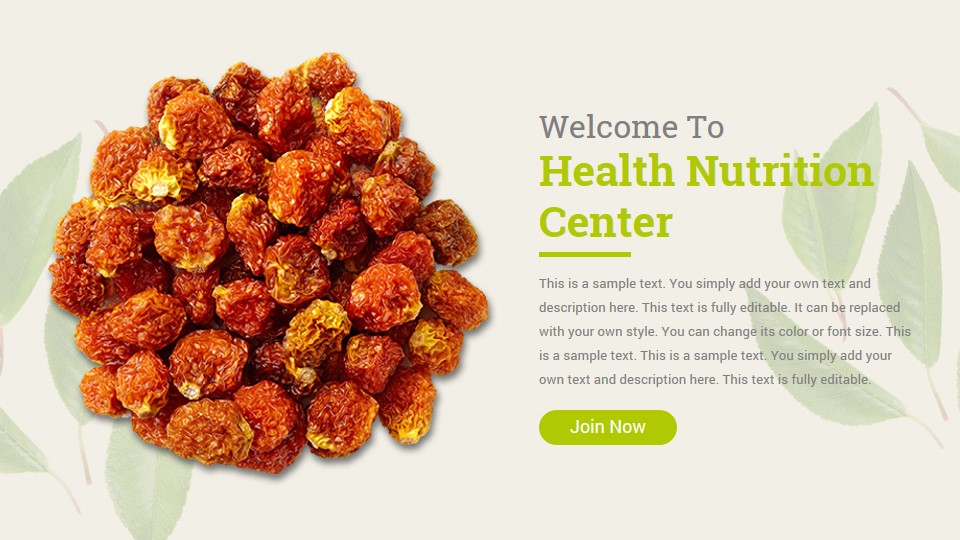 Welcome To
Health Nutrition
Center
This is a sample text. You simply add your own text and
description here. This text is fully editable. It can be replaced
with your own style. You can change its color or font size. This
is a sample text. This is a sample text. You simply add your
own text and description here. This text is fully editable.
Join Now